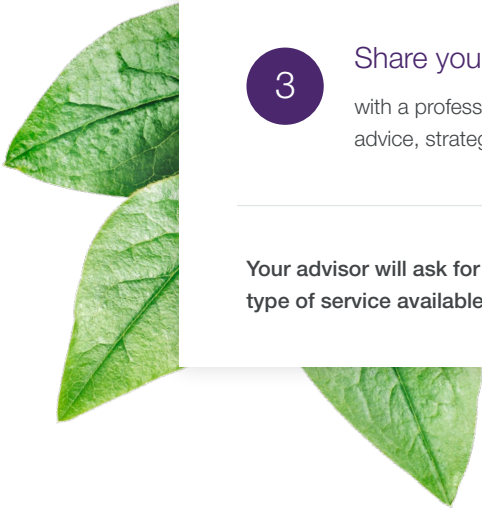 3
Share you
with a profess
advice, strateg
Your advisor will ask for
type of service available